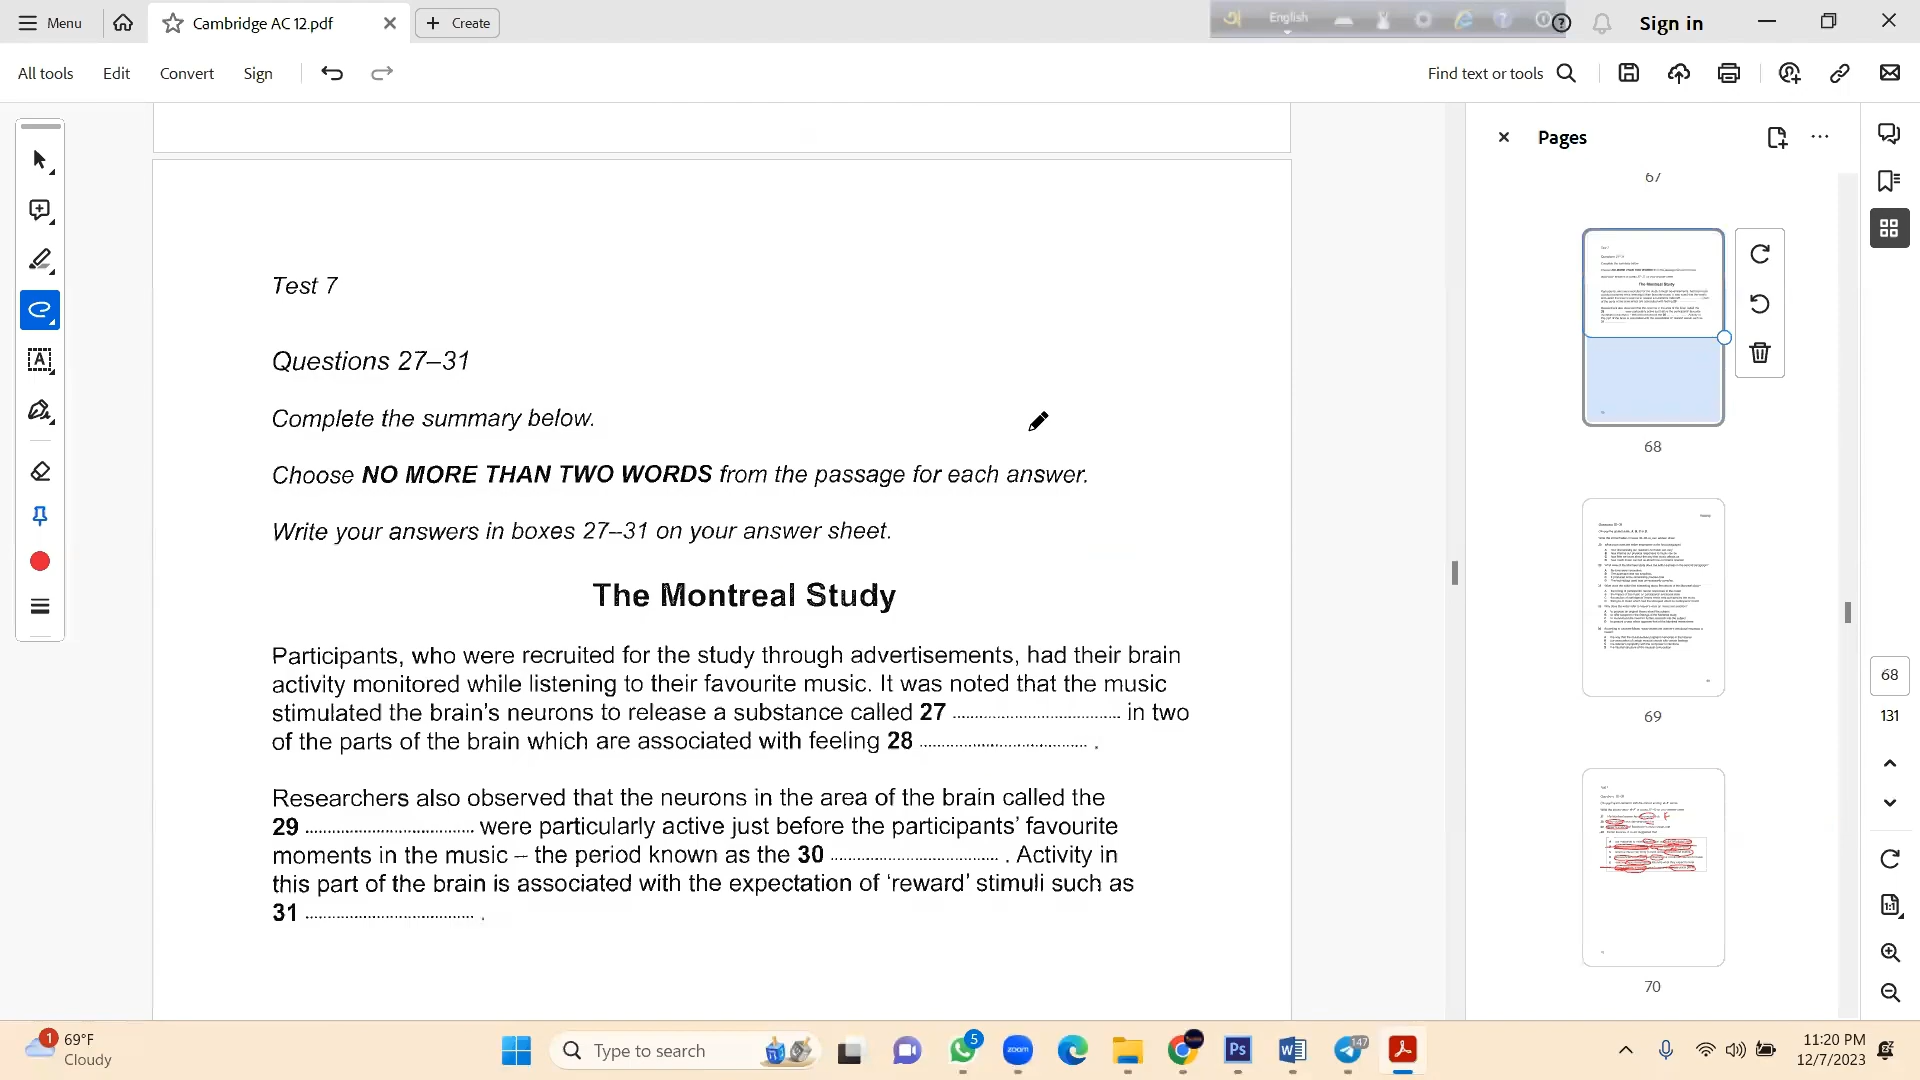 Menu
Cambridge AC 12.pdf
Create
English
Sign in
All tools
Edit
Convert
Sign
Find text or tools
Test 7
Questions 27–31
Complete the summary below.
Choose NO MORE THAN TWO WORDS from the passage for each answer.
Write your answers in boxes 27–31 on your answer sheet.
The Montreal Study
Participants, who were recruited for the study through advertisements, had their brain
activity monitored while listening to their favourite music. It was noted that the music
stimulated the brain's neurons to release a substance called 27 .................................... in two
of the parts of the brain which are associated with feeling 28 .................................... .
Researchers also observed that the neurons in the area of the brain called the
29 .................................... were particularly active just before the participants' favourite
moments in the music – the period known as the 30 .................................... . Activity in
this part of the brain is associated with the expectation of 'reward' stimuli such as
31 .................................... .
Pages
67
68
69
70
68
131
1
69°F
Cloudy
Type to search
5
zoom
Ps
W
147
11:20 PM
12/7/2023